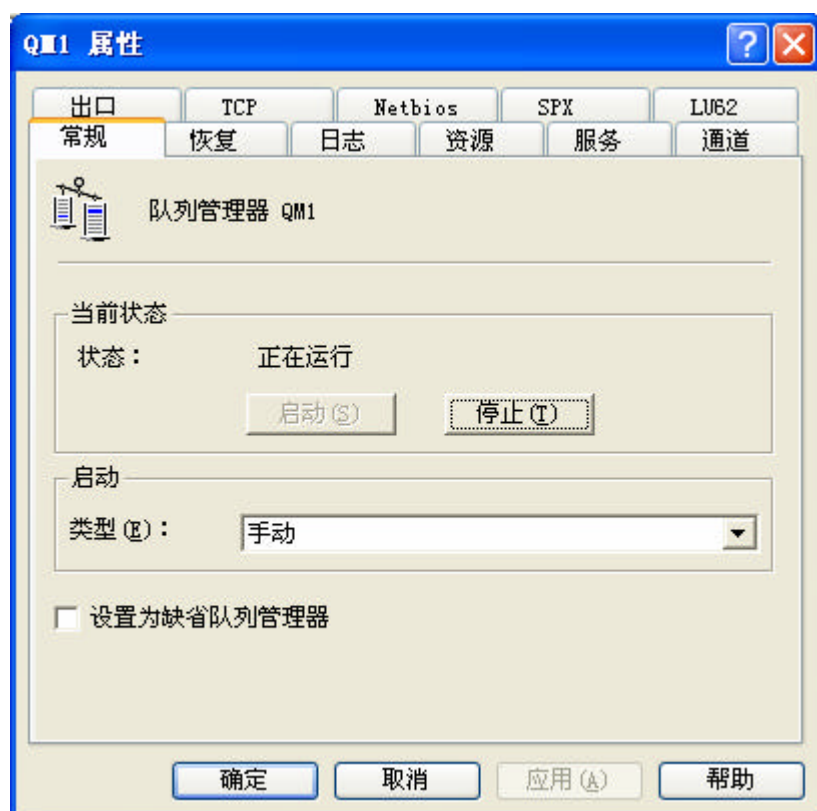 QM1 属性
出口 TCP Netbios SPX LU62
常规 恢复 日志 资源 服务 通道
队列管理器 QM1
当前状态
状态： 正在运行
启动(S) 停止(T)
启动
类型(E)： 手动
设置为缺省队列管理器
确定 取消 应用(A) 帮助